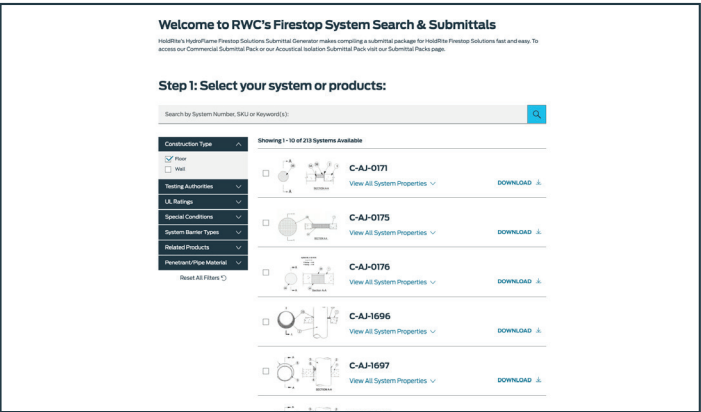 Welcome to RWC's Firestop System Search & Submittals
HoldRite's HydroFlame Firestop Solutions Submittal Generator makes compiling a submittal package for HoldRite Firestop Solutions fast and easy. To
access our Commercial Submittal Pack or our Acoustical Isolation Submittal Pack visit our Submittal Packs page.
Step 1: Select your system or products:
Search by System Number, SKU or Keyword(s):
Construction Type
Floor
Wall
Testing Authorities
UL Ratings
Special Conditions
System Barrier Types
Related Products
Penetrant/Pipe Material
Reset All Filters
Showing 1 - 10 of 213 Systems Available
C-AJ-0171
View All System Properties
DOWNLOAD
C-AJ-0175
View All System Properties
DOWNLOAD
C-AJ-0176
View All System Properties
DOWNLOAD
C-AJ-1696
View All System Properties
DOWNLOAD
C-AJ-1697
View All System Properties
DOWNLOAD